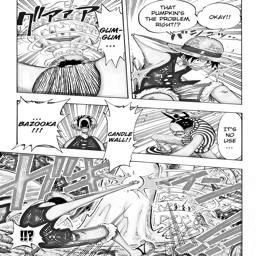 THAT
PUMPKIN'S
THE PROBLEM,
RIGHT!?
OKAY!!
GUM-
GUM
...
...
BAZOOKA
!!!
CANDLE
WALL!!
IT'S
NO
USE
...
!!?